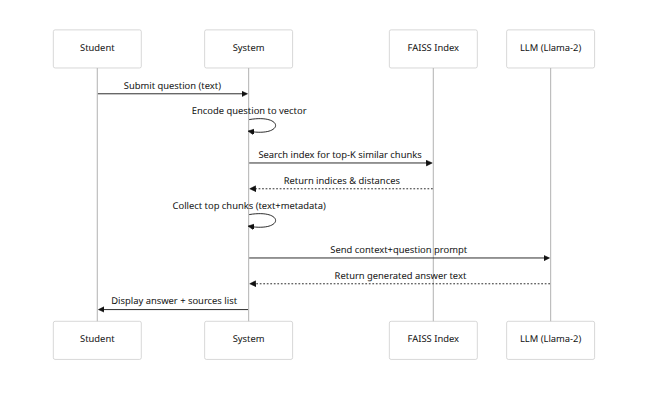 Student
System
FAISS Index
LLM (Llama-2)
Submit question (text)
Encode question to vector
Search index for top-K similar chunks
Return indices & distances
Collect top chunks (text+metadata)
Send context+question prompt
Return generated answer text
Display answer + sources list
Student
System
FAISS Index
LLM (Llama-2)